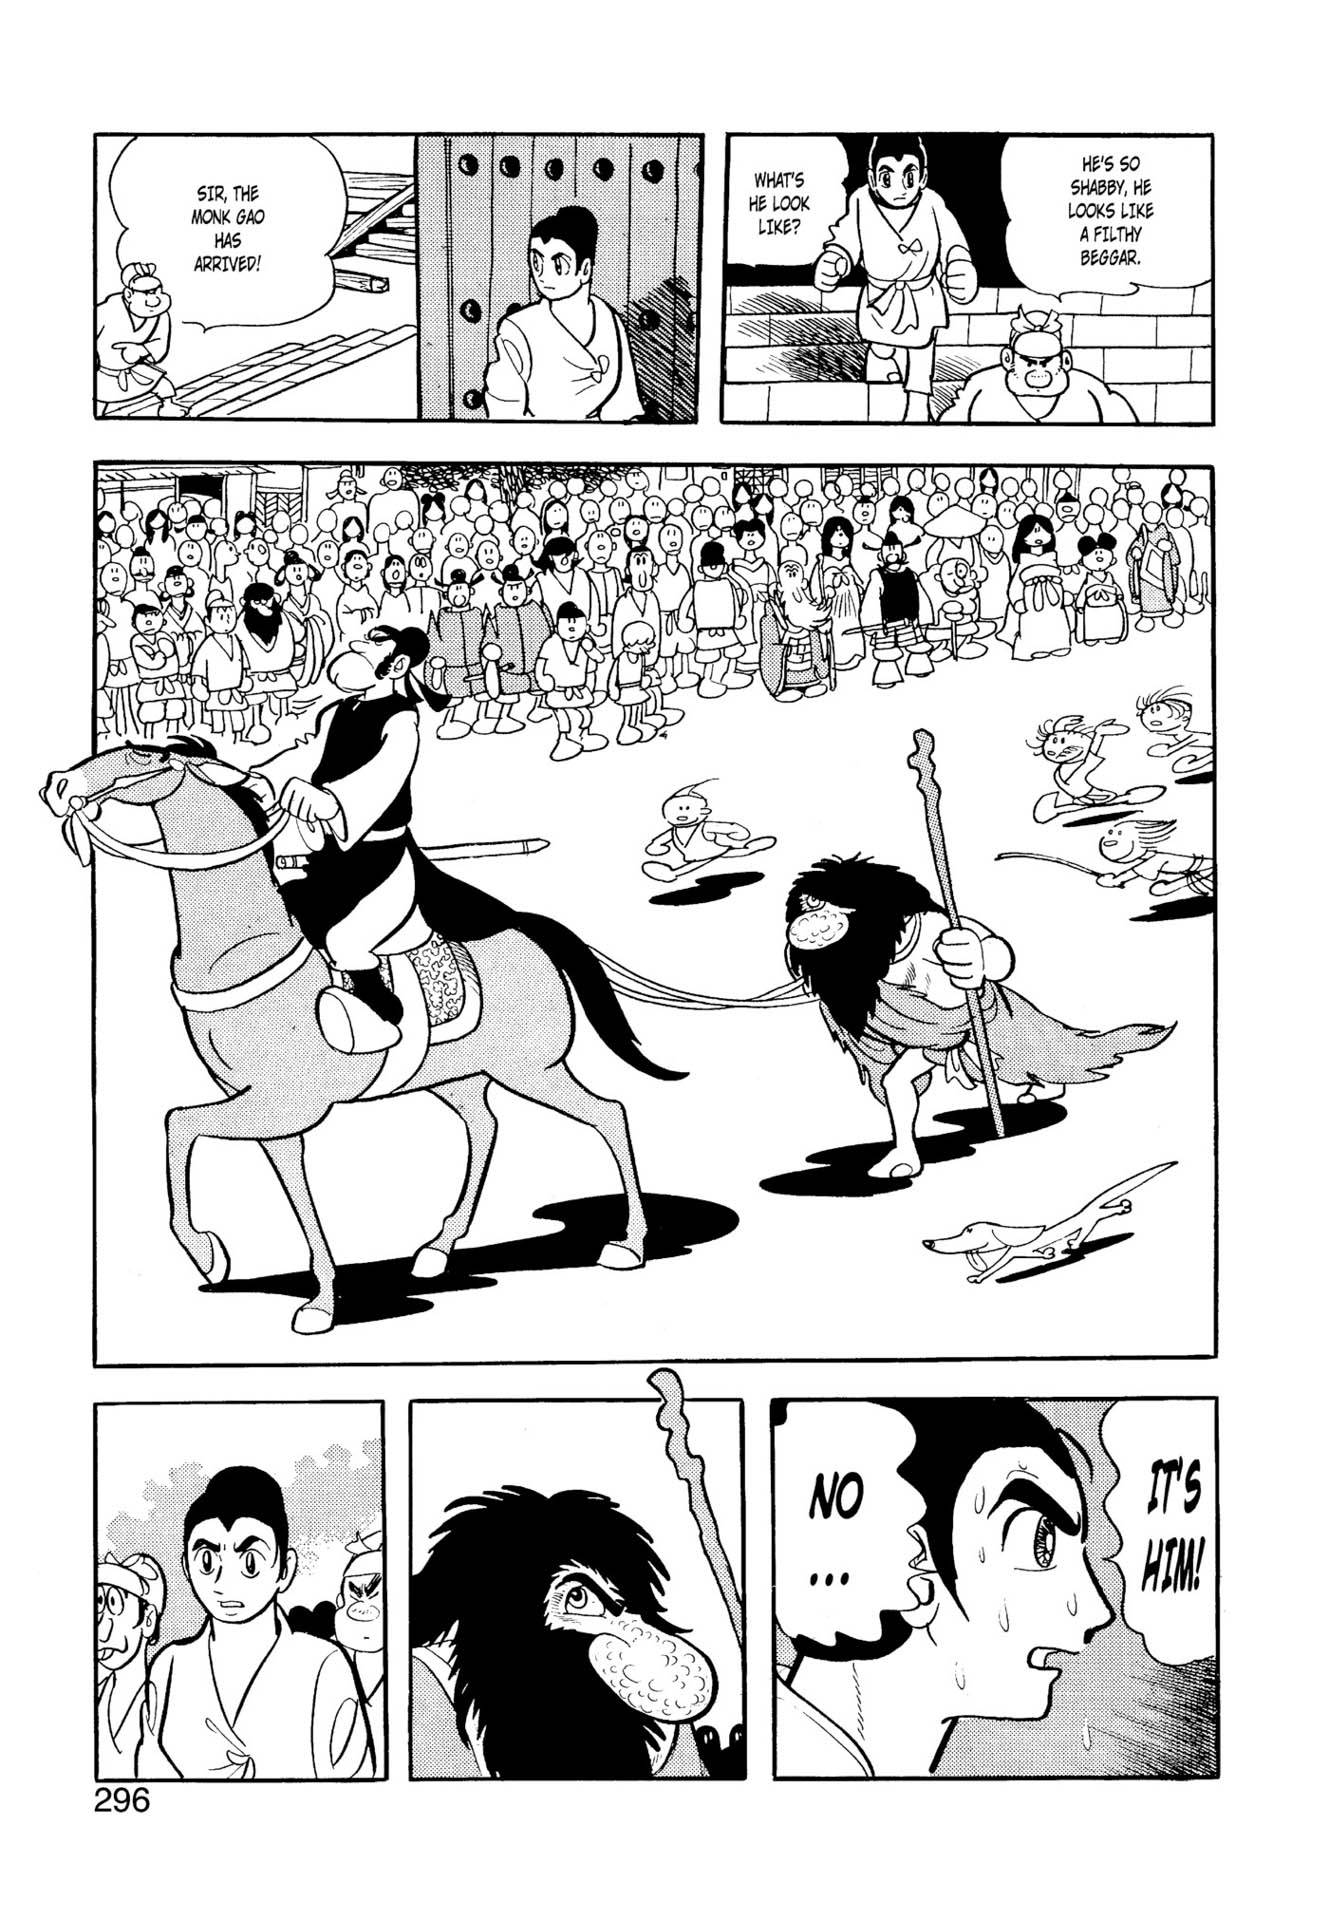 SIR, THE
MONK GAO
HAS
ARRIVED!
WHAT'S
HE LOOK
LIKE?
HE'S SO
SHABBY, HE
LOOKS LIKE
A FILTHY
BEGGAR.
NO
...
IT'S
HIM!
296